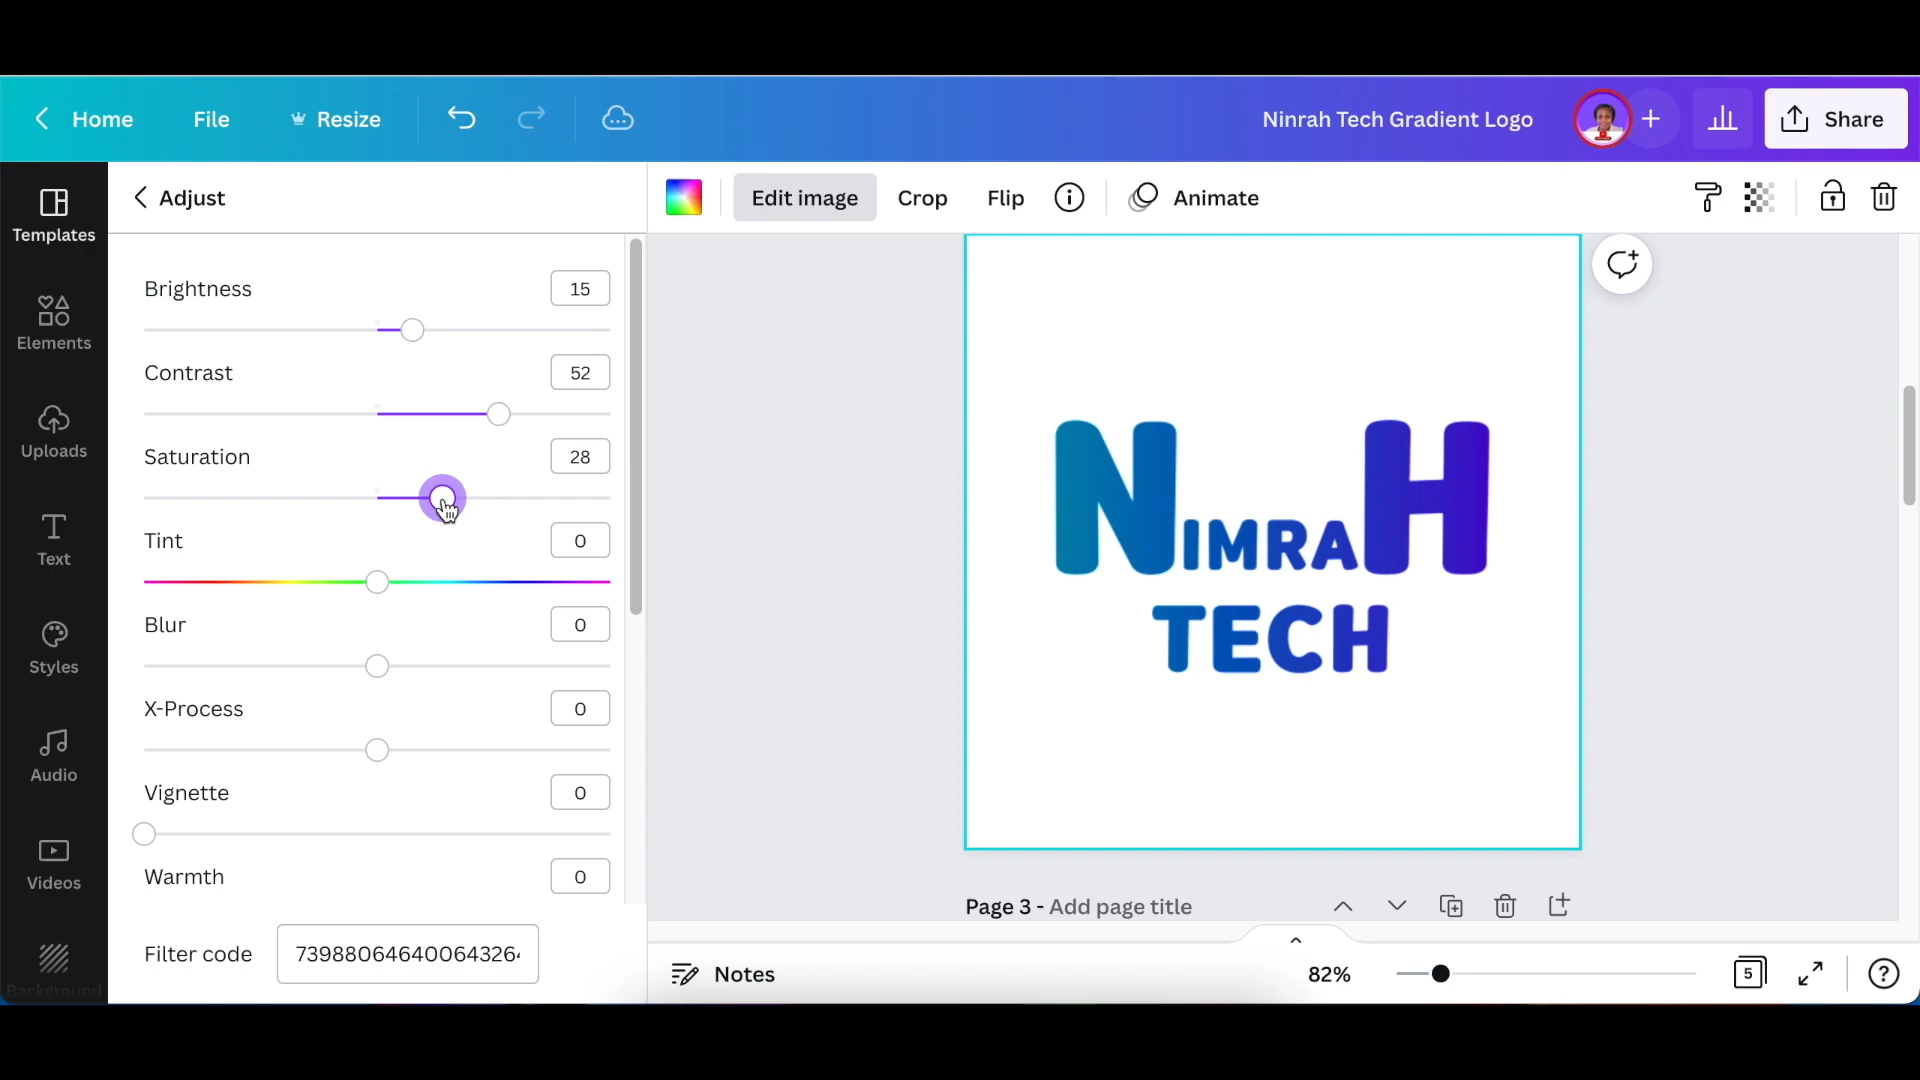 Home File Resize Ninrah Tech Gradient Logo + Share
Templates
Elements
Uploads
Text
Styles
Audio
Videos
Background
Adjust
Brightness 15
Contrast 52
Saturation 28
Tint 0
Blur 0
X-Process 0
Vignette 0
Warmth 0
Filter code 73988064640064326
Edit image Crop Flip Animate
NIMRAH
TECH
Page 3 - Add page title
Notes 82% 5 ?